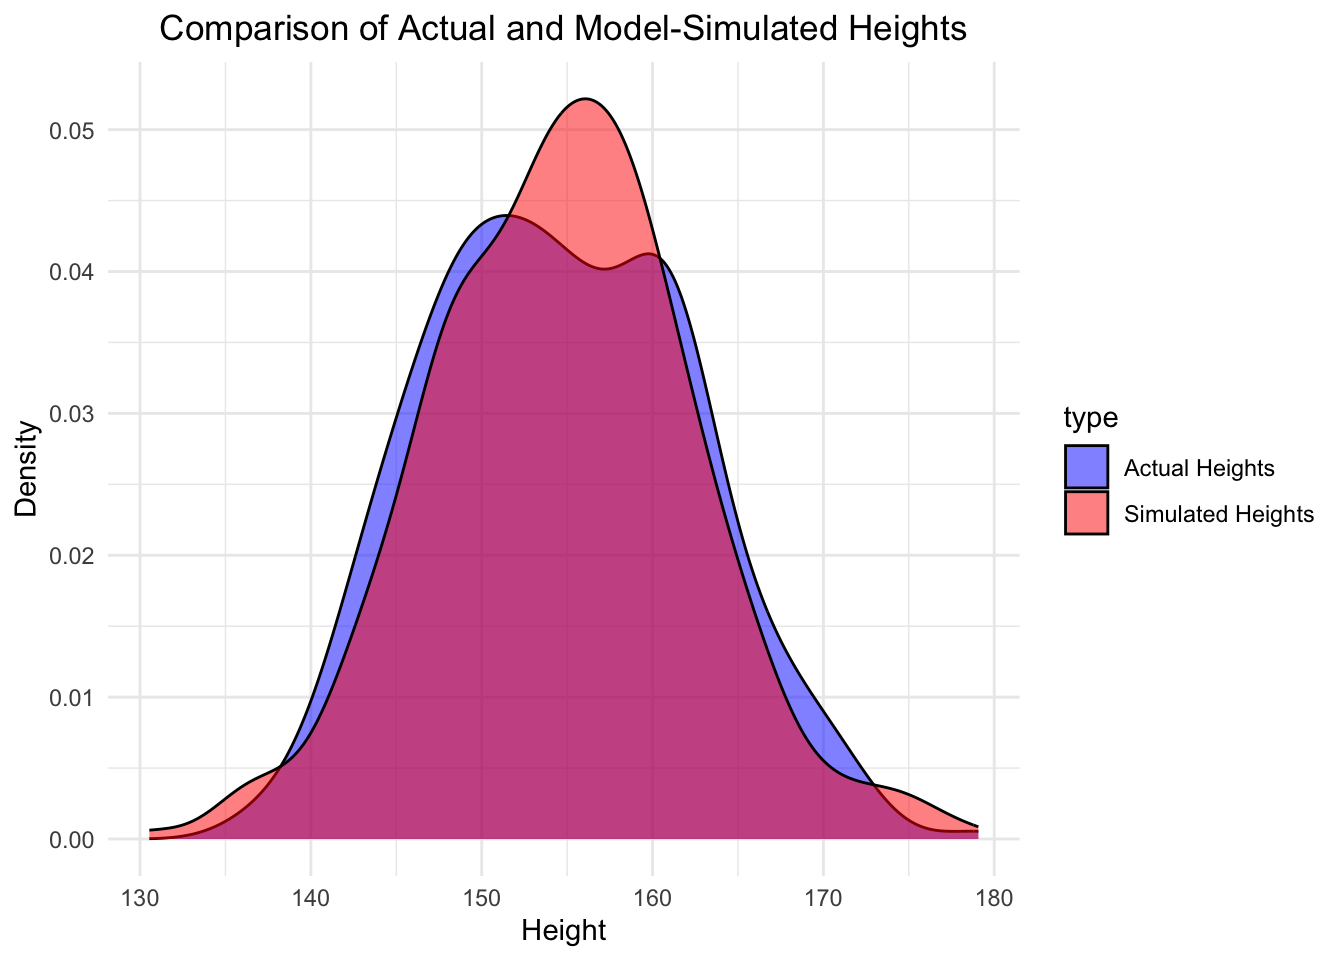 Comparison of Actual and Model-Simulated Heights
0.05
0.04
0.03
0.02
0.01
0.00
Density
130 140 150 160 170 180
Height
type
Actual Heights
Simulated Heights